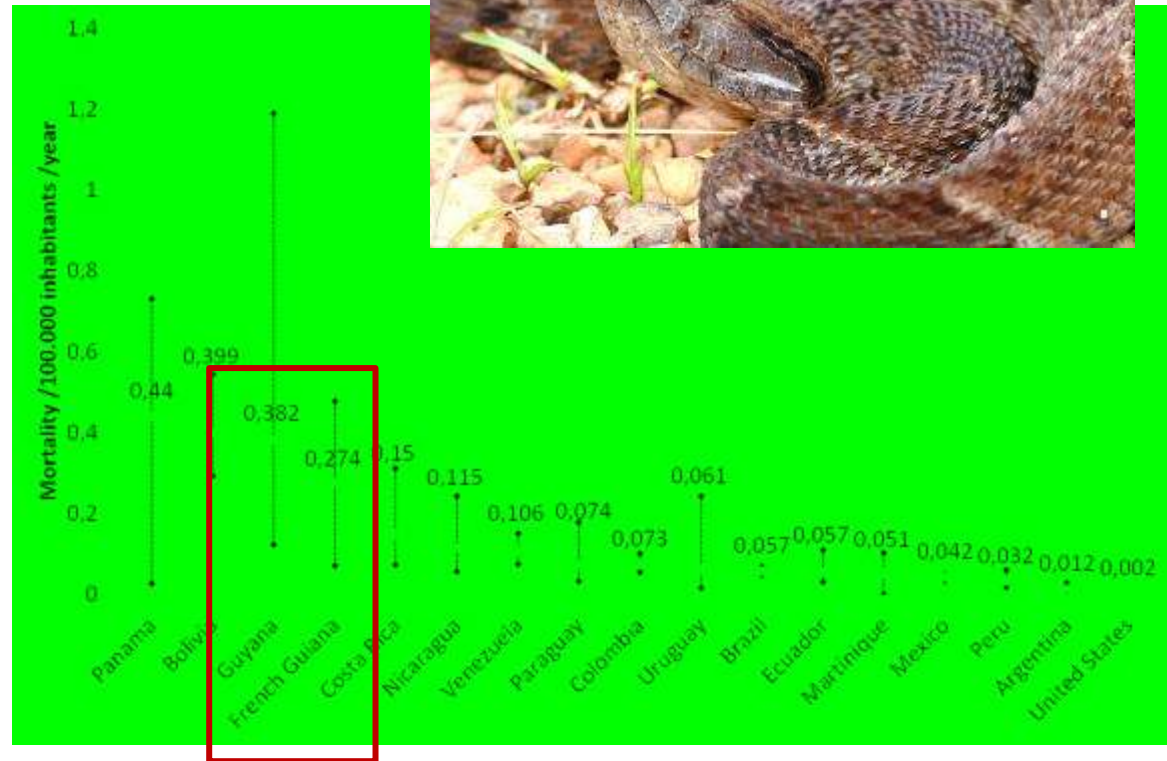 Mortality /100.000 inhabitants /year
1,4
1,2
1
0,8
0,6
0,4
0,2
0
0,44
0,399
0,382
0,274
0,15
0,115
0,106
0,074
0,073
0,061
0,057
0,057
0,051
0,042
0,032
0,012
0,002
Panama
Bolivia
Guyana
French Guiana
Costa Rica
Nicaragua
Venezuela
Paraguay
Colombia
Uruguay
Brazil
Ecuador
Martinique
Mexico
Peru
Argentina
United States